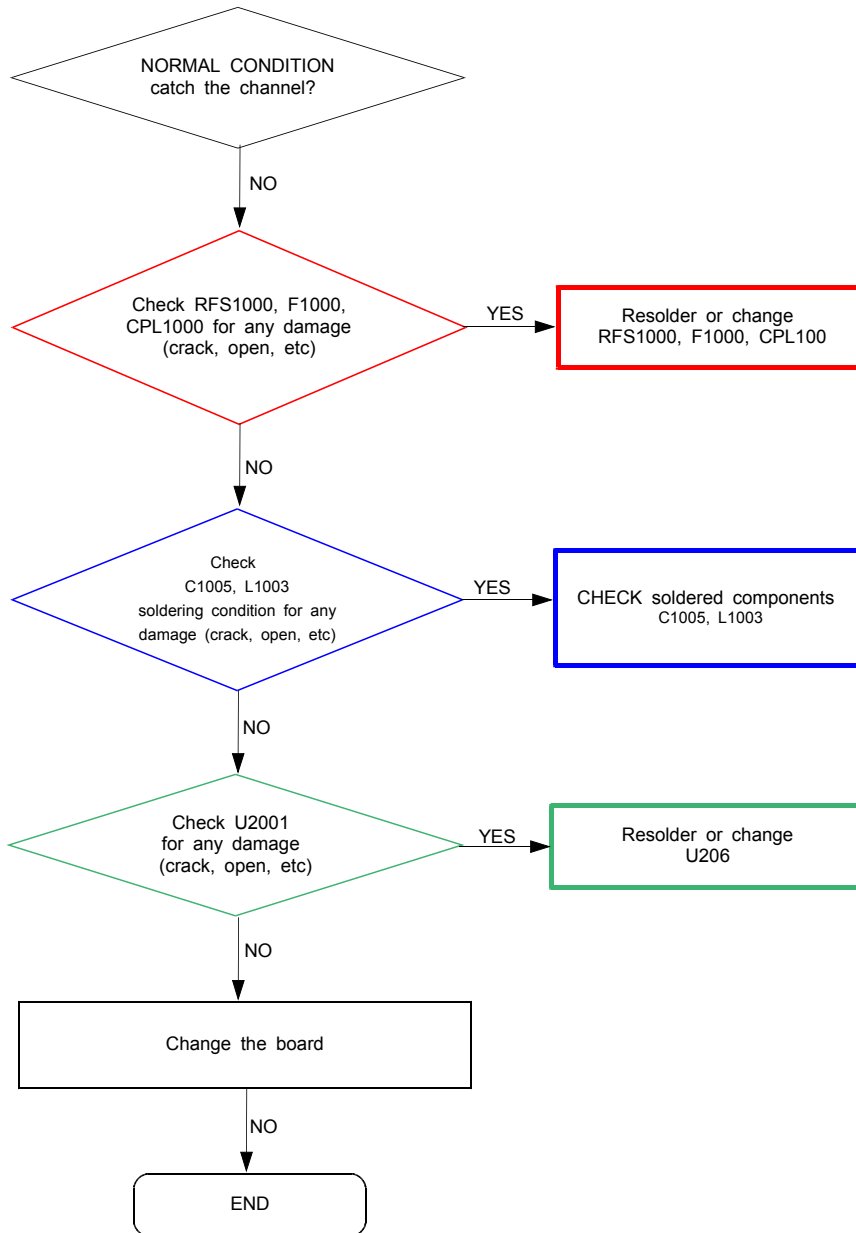 NORMAL CONDITION
catch the channel?
NO
Check RFS1000, F1000,
CPL1000 for any damage
(crack, open, etc)
YES
Resolder or change
RFS1000, F1000, CPL100
NO
Check
C1005, L1003
soldering condition for any
damage (crack, open, etc)
YES
CHECK soldered components
C1005, L1003
NO
Check U2001
for any damage
(crack, open, etc)
YES
Resolder or change
U206
NO
Change the board
NO
END